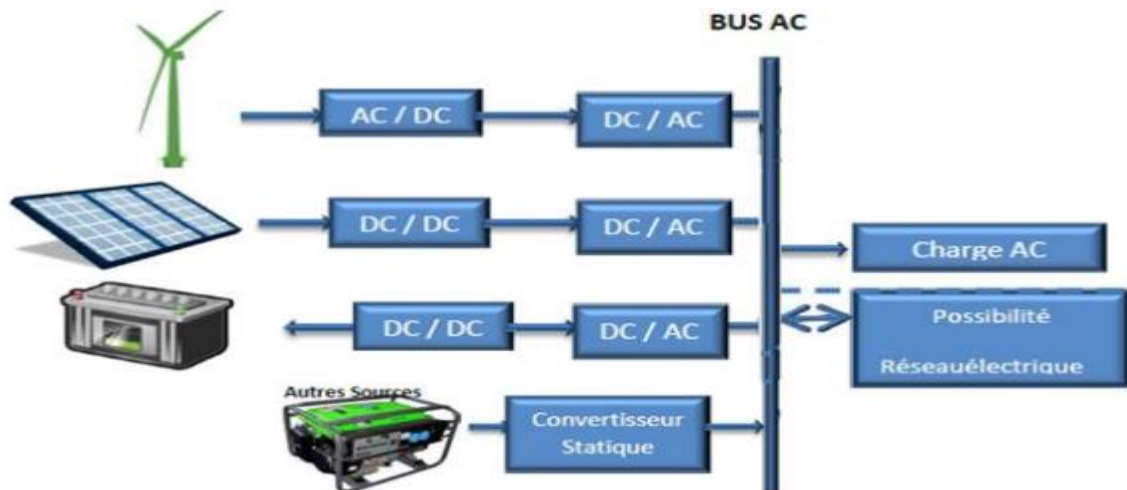 BUS AC
AC / DC
DC / AC
DC / DC
DC / AC
Charge AC
DC / DC
DC / AC
Possibilité
Réseauélectrique
Autres Sources
Convertisseur
Statique